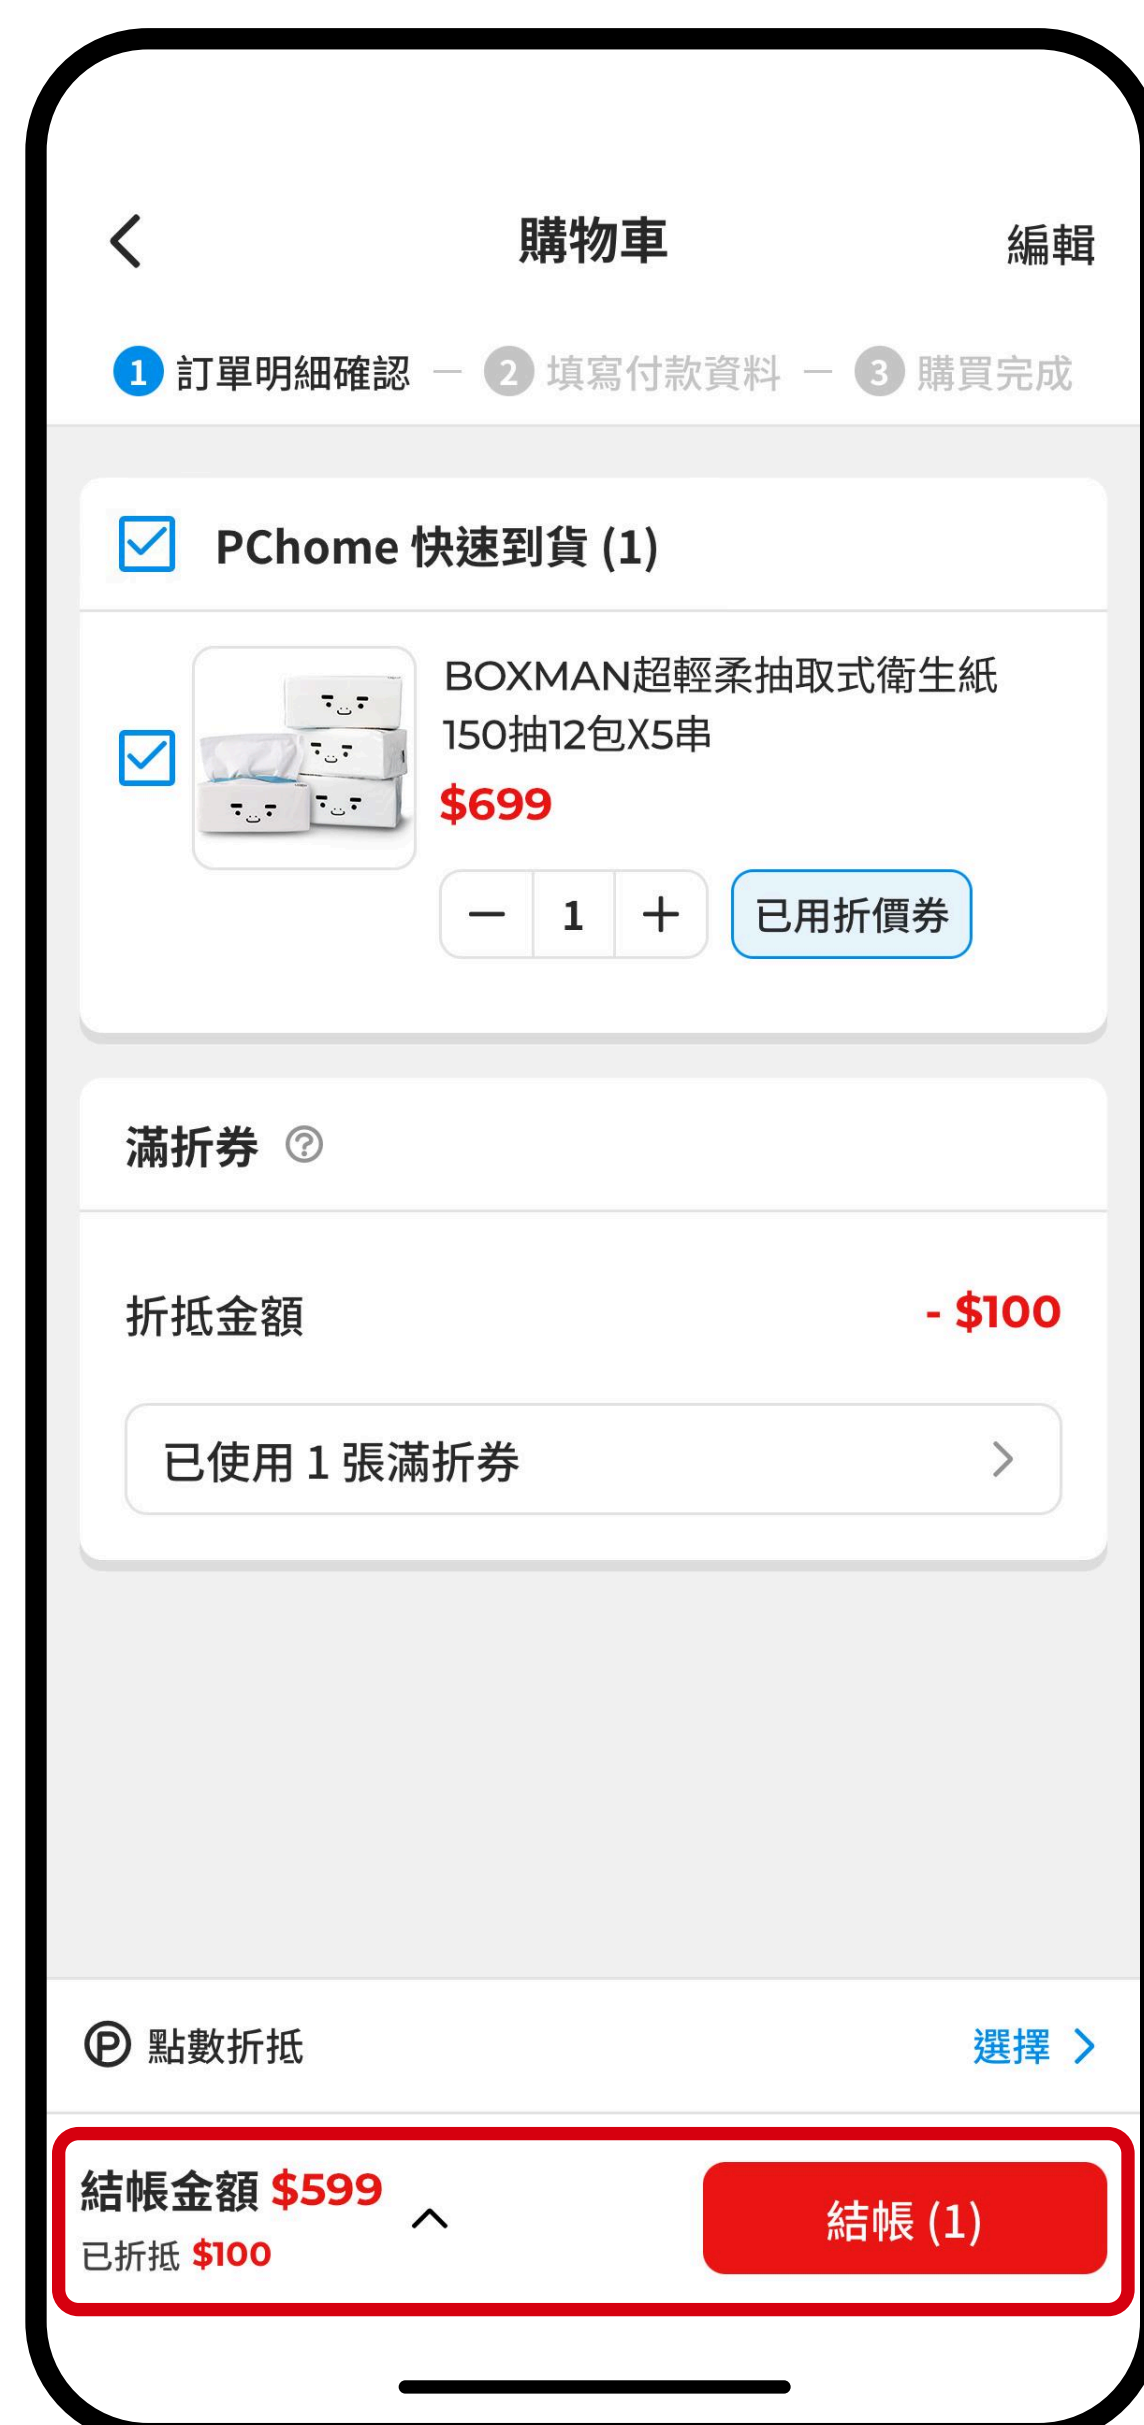 購物車
編輯
1 訂單明細確認 — 2 填寫付款資料 — 3 購買完成
PChome 快速到貨 (1)
BOXMAN超輕柔抽取式衛生紙
150抽12包X5串
$699
— 1 +
已用折價券
滿折券 ?
折抵金額
- $100
已使用 1 張滿折券
P 點數折抵
選擇
結帳金額 $599
已折抵 $100
結帳 (1)